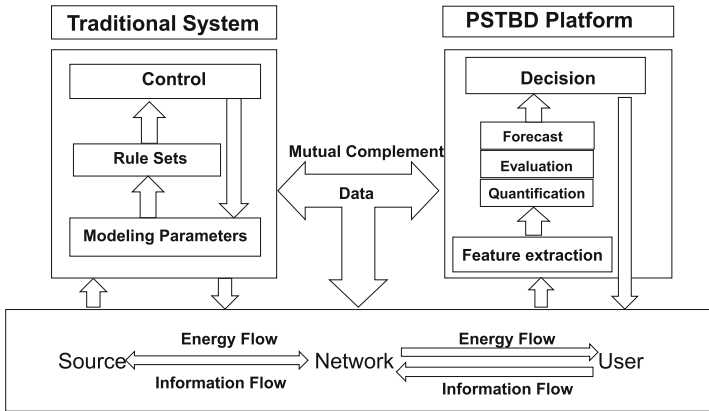 Traditional System
PSTBD Platform
Control
Rule Sets
Modeling Parameters
Mutual Complement
Data
Decision
Forecast
Evaluation
Quantification
Feature extraction
Source
Energy Flow
Information Flow
Network
Energy Flow
Information Flow
User